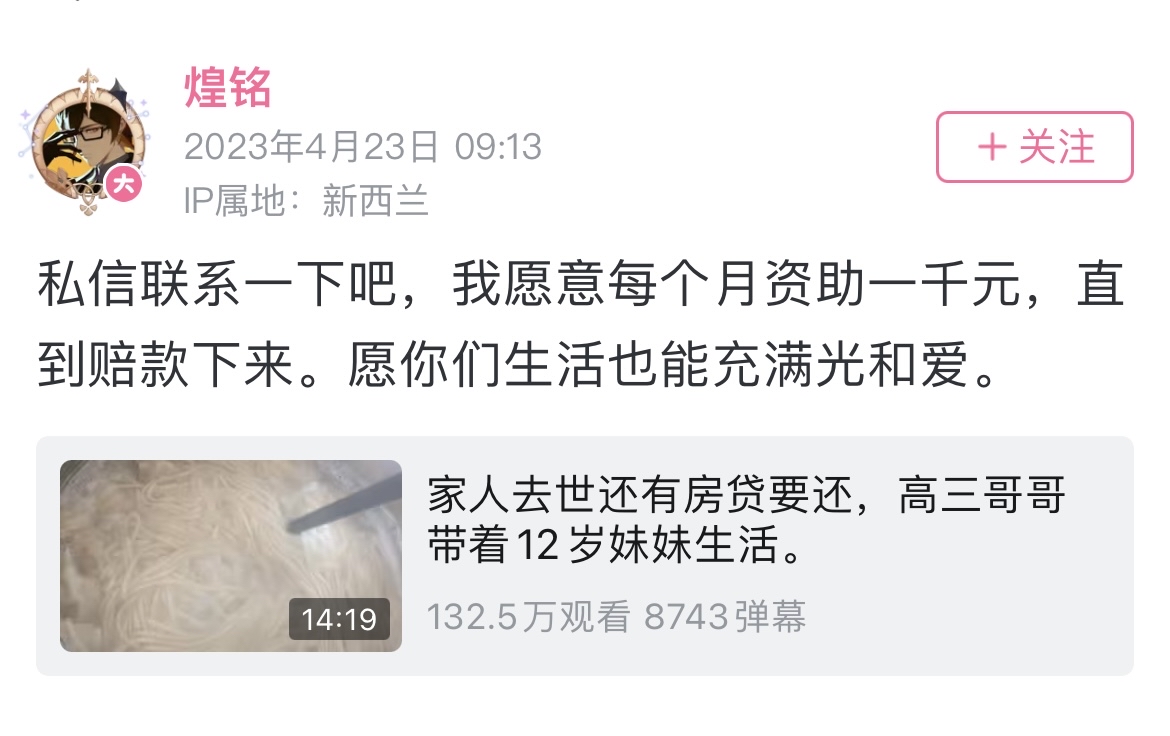 煌铭
2023年4月23日 09:13
IP属地：新西兰
大
＋关注
私信联系一下吧，我愿意每个月资助一千元，直
到赔款下来。愿你们生活也能充满光和爱。
14:19
家人去世还有房贷要还，高三哥哥
带着12岁妹妹生活。
132.5万观看 8743弹幕